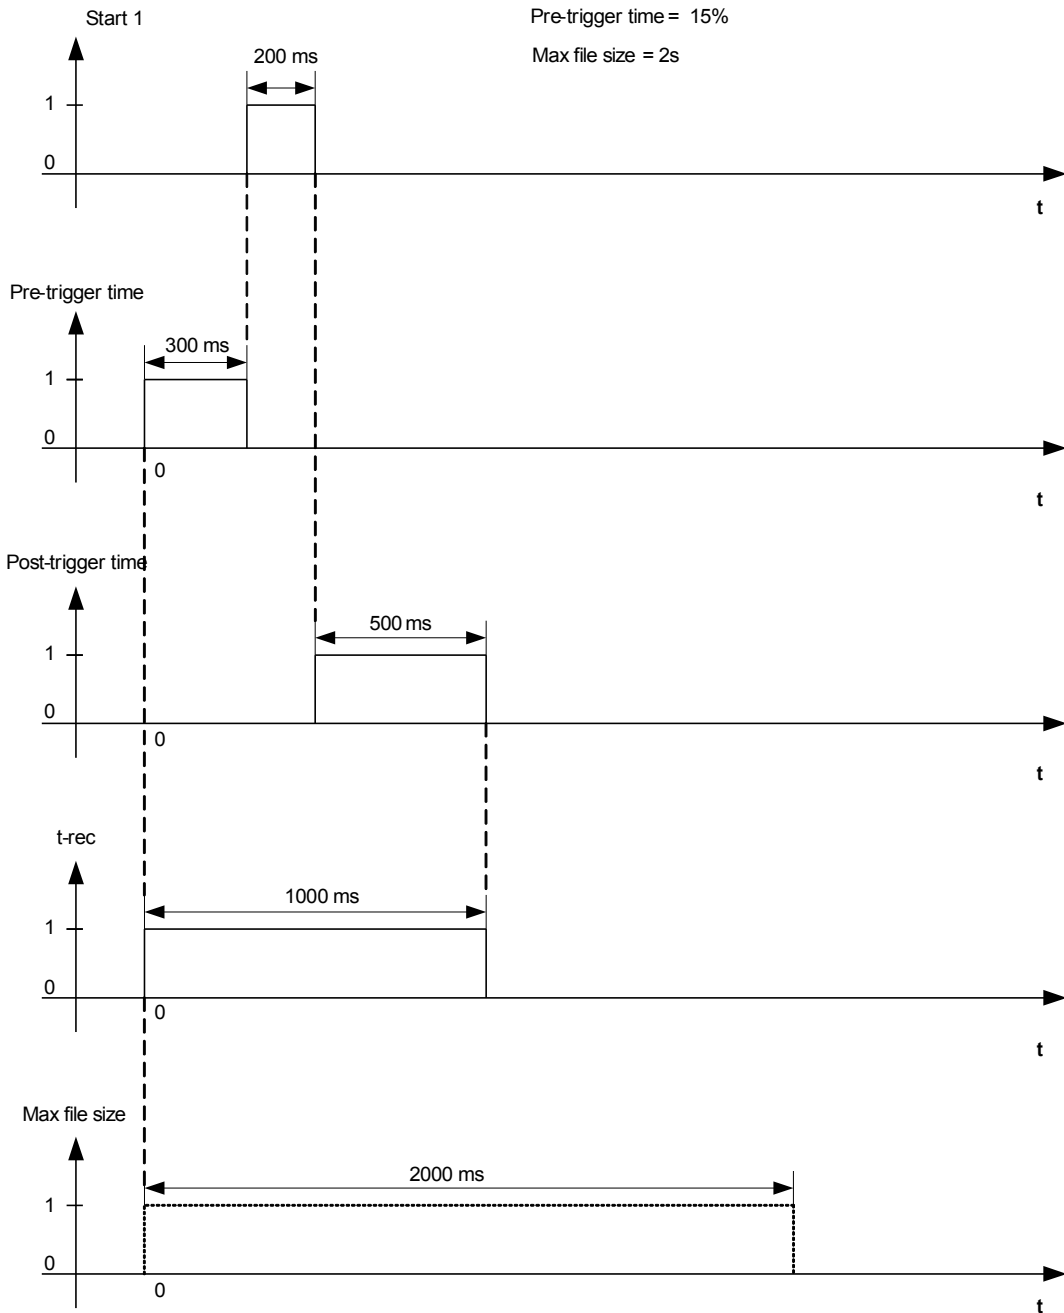 Start 1
Pre-trigger time = 15%
Max file size = 2s
200 ms
1
0
t
Pre-trigger time
300 ms
1
0
0
t
Post-trigger time
500 ms
1
0
0
t
t-rec
1000 ms
1
0
0
t
Max file size
2000 ms
1
0
0
t